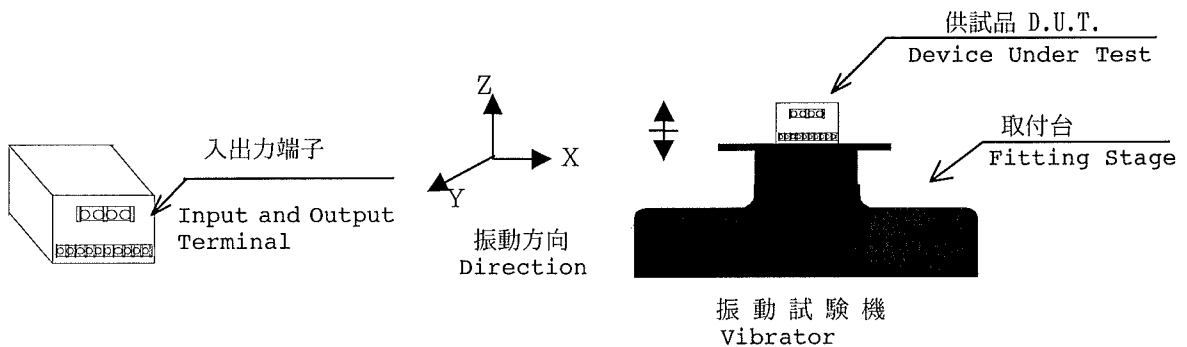 入出力端子
Input and Output
Terminal
Z
X
Y
振動方向
Direction
供試品 D.U.T.
Device Under Test
取付台
Fitting Stage
振動試験機
Vibrator